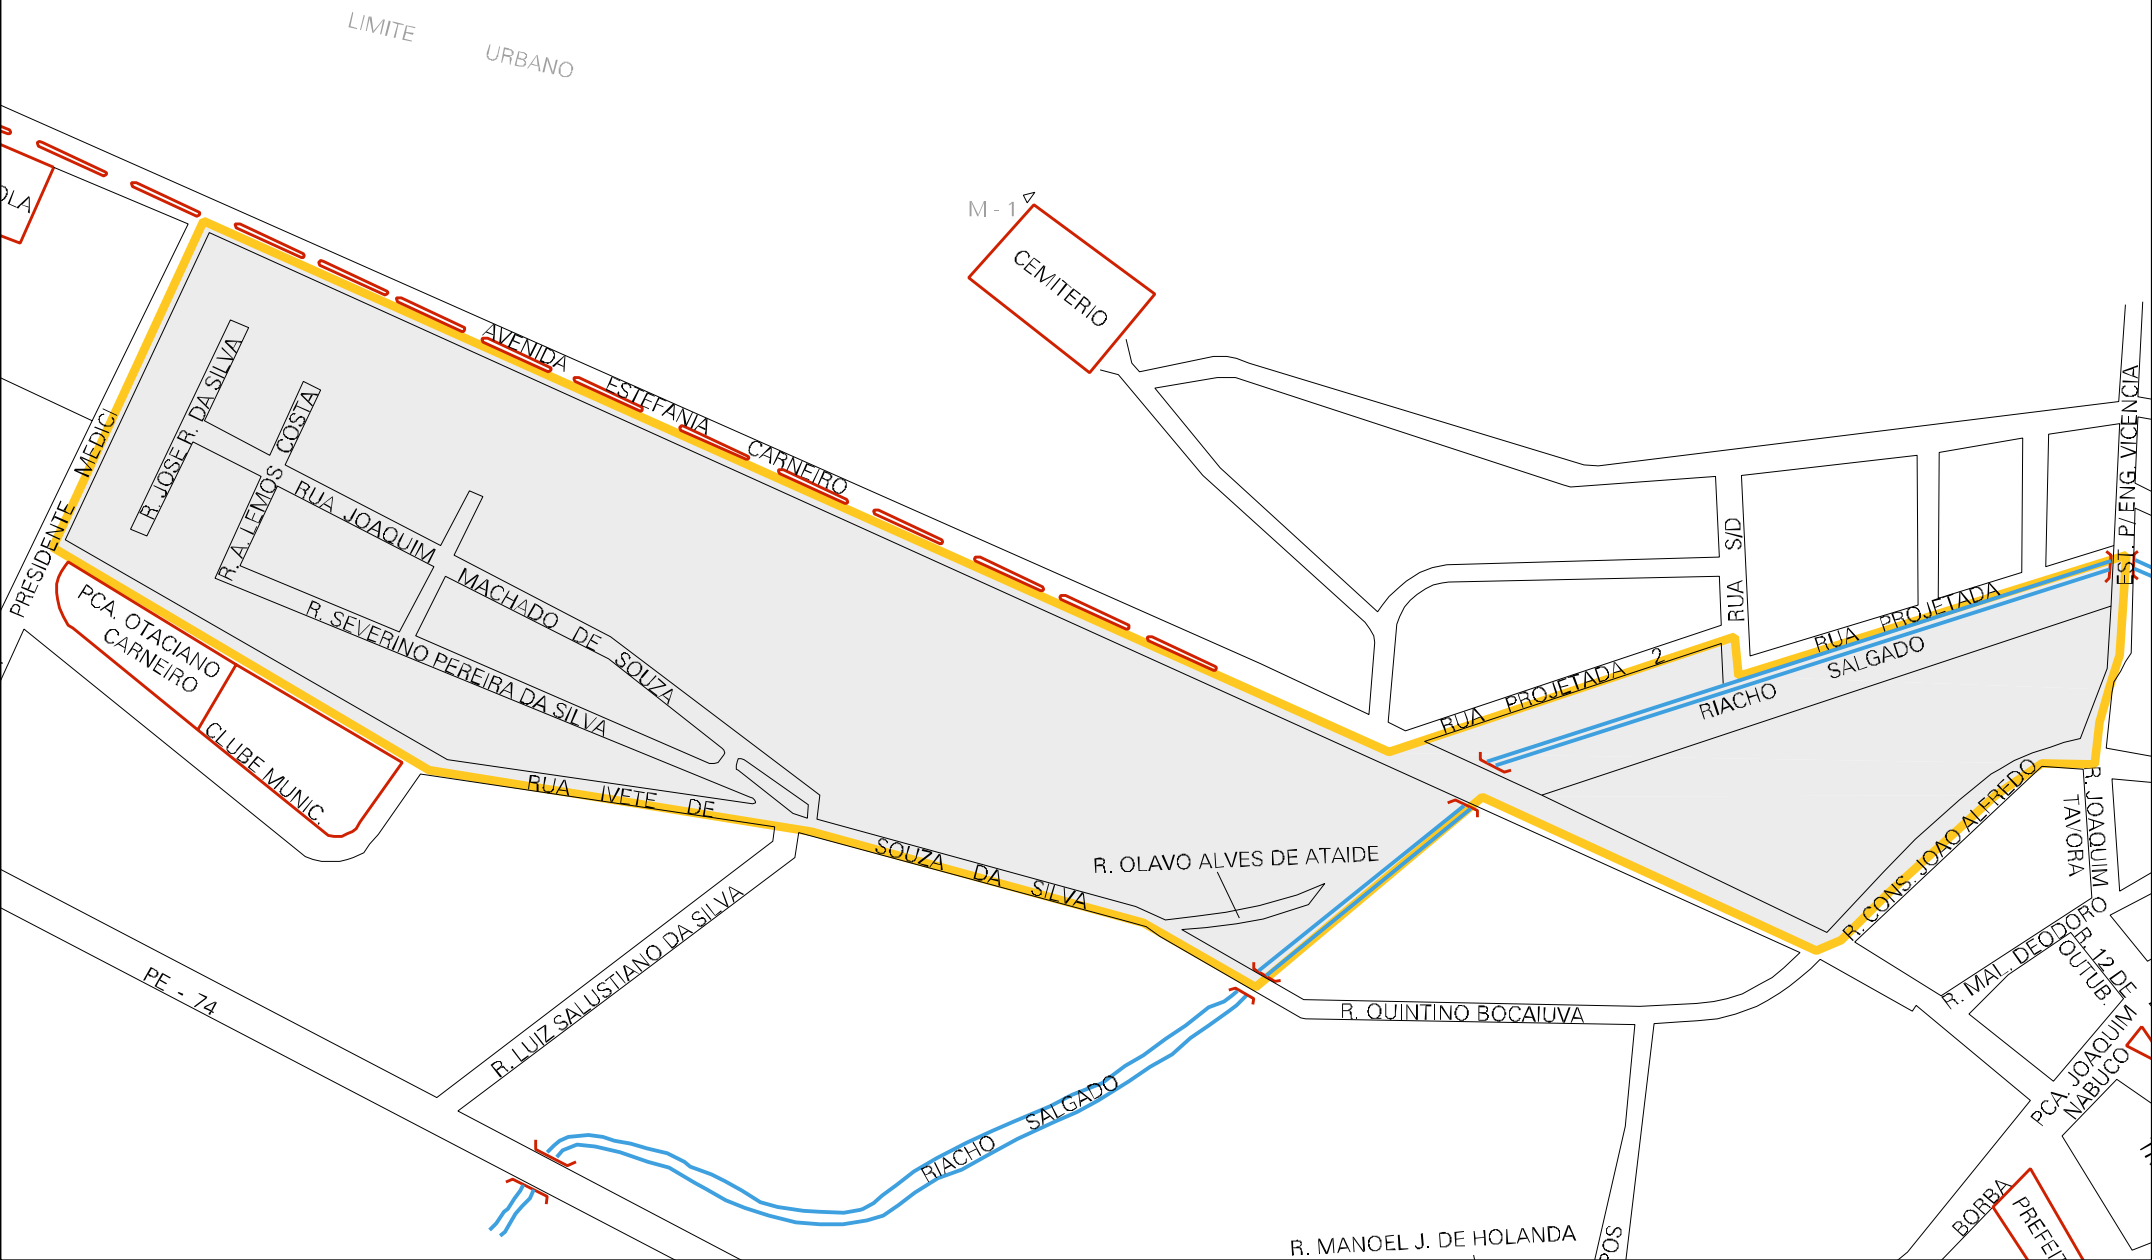 LIMITE URBANO
OLA
M - 1
CEMITERIO
AVENIDA ESTEFANIA CARNEIRO
PRESIDENTE MEDICI
R. JOSE R. DA SILVA
R. A. LEMOS COSTA
RUA JOAQUIM MACHADO DE SOUZA
R. SEVERINO PEREIRA DA SILVA
PCA. OTACIANO
CARNEIRO
CLUBE MUNIC.
RUA IVETE DE SOUZA DA SILVA
R. OLAVO ALVES DE ATAIDE
RUA PROJETADA 2
RUA S/D
RUA PROJETADA
RIACHO SALGADO
EST. P/ ENG. VICENCIA
R. CONS. JOAO ALFREDO
R. JOAQUIM
TAVORA
R. MAL. DEODORO
R. 12 DE
OUTUB.
PCA. JOAQUIM
NABUCO
R. QUINTINO BOCAIUVA
R. LUIZ SALUSTIANO DA SILVA
PE - 74
RIACHO SALGADO
R. MANOEL J. DE HOLANDA
POS
BORBA
PREFEIT